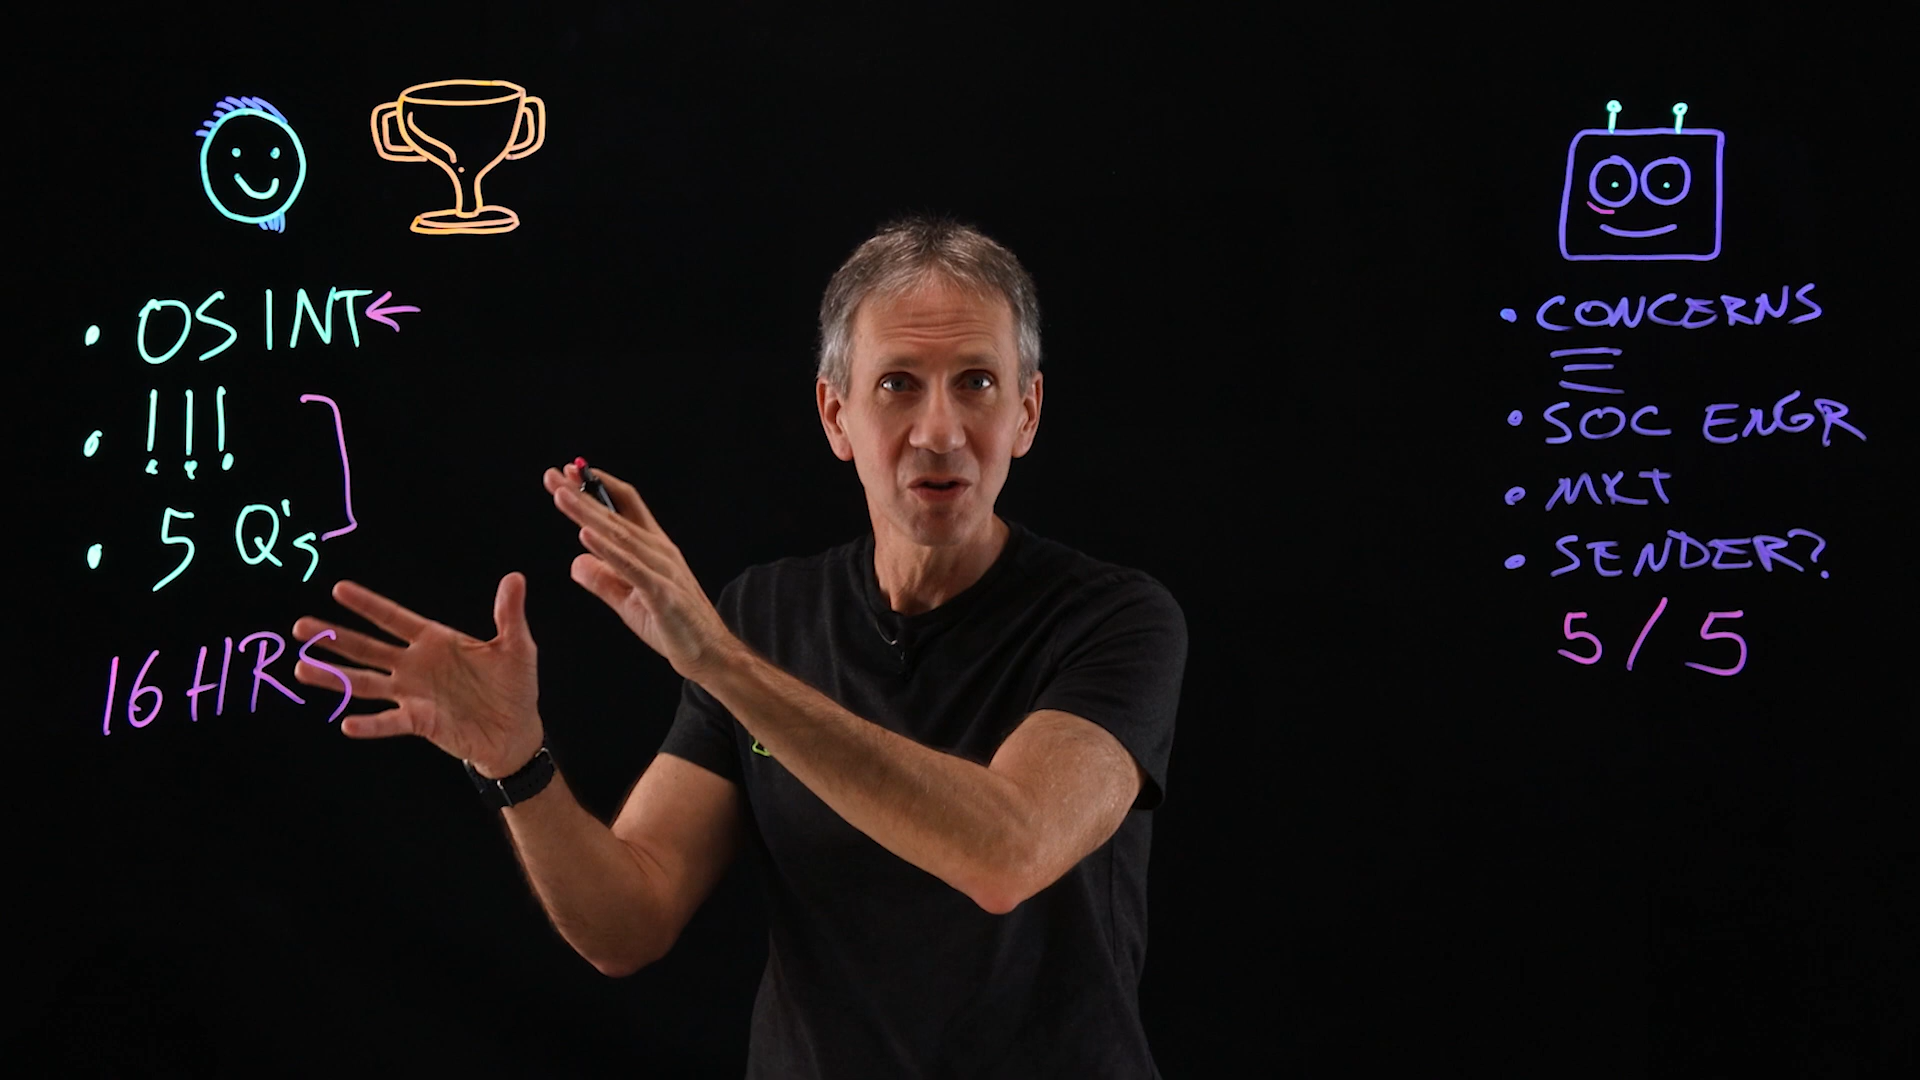 • OSINT ←
• !!!
• 5 Q's
16 HRS
• CONCERNS
• SOC ENGR
• MKT
• SENDER?
5/5